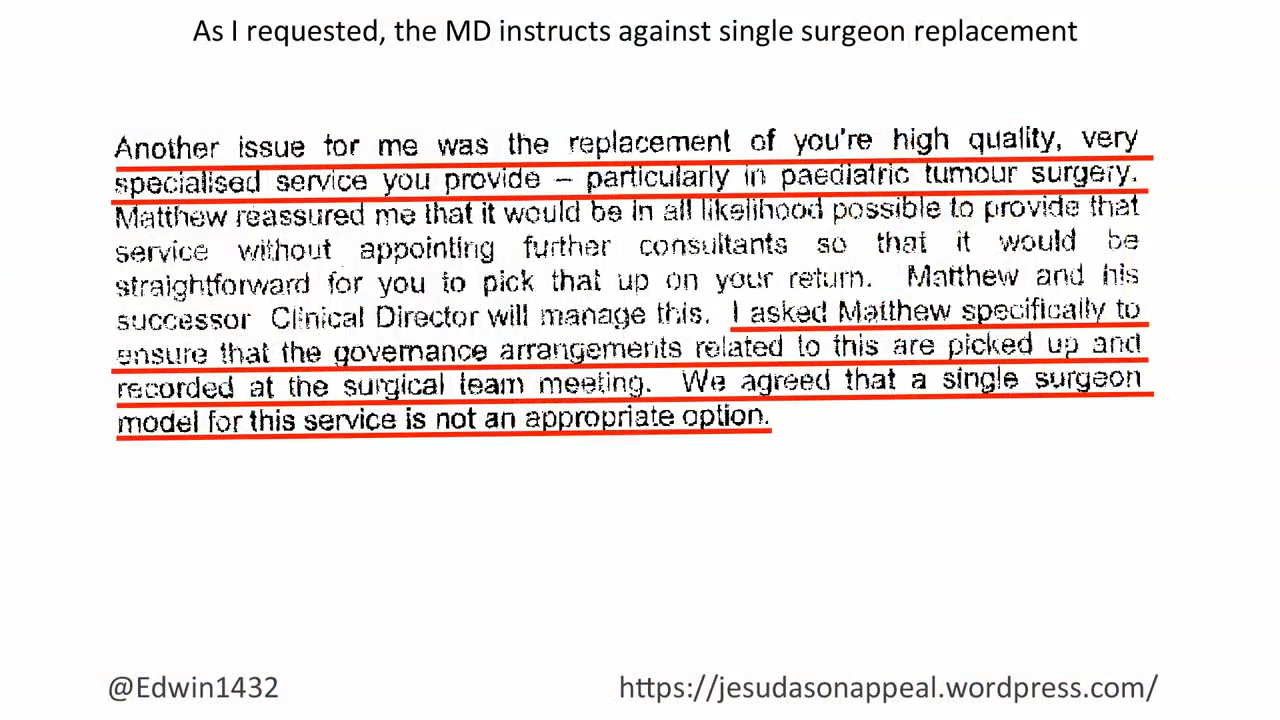 As I requested, the MD instructs against single surgeon replacement
Another issue for me was the replacement of you're high quality, very
specialised service you provide – particularly in paediatric tumour surgery.
Matthew reassured me that it would be in all likelihood possible to provide that
service without appointing further consultants so that it would be
straightforward for you to pick that up on your return. Matthew and his
successor Clinical Director will manage this. I asked Matthew specifically to
ensure that the governance arrangements related to this are picked up and
recorded at the surgical team meeting. We agreed that a single surgeon
model for this service is not an appropriate option.
@Edwin1432
https://jesudasonappeal.wordpress.com/